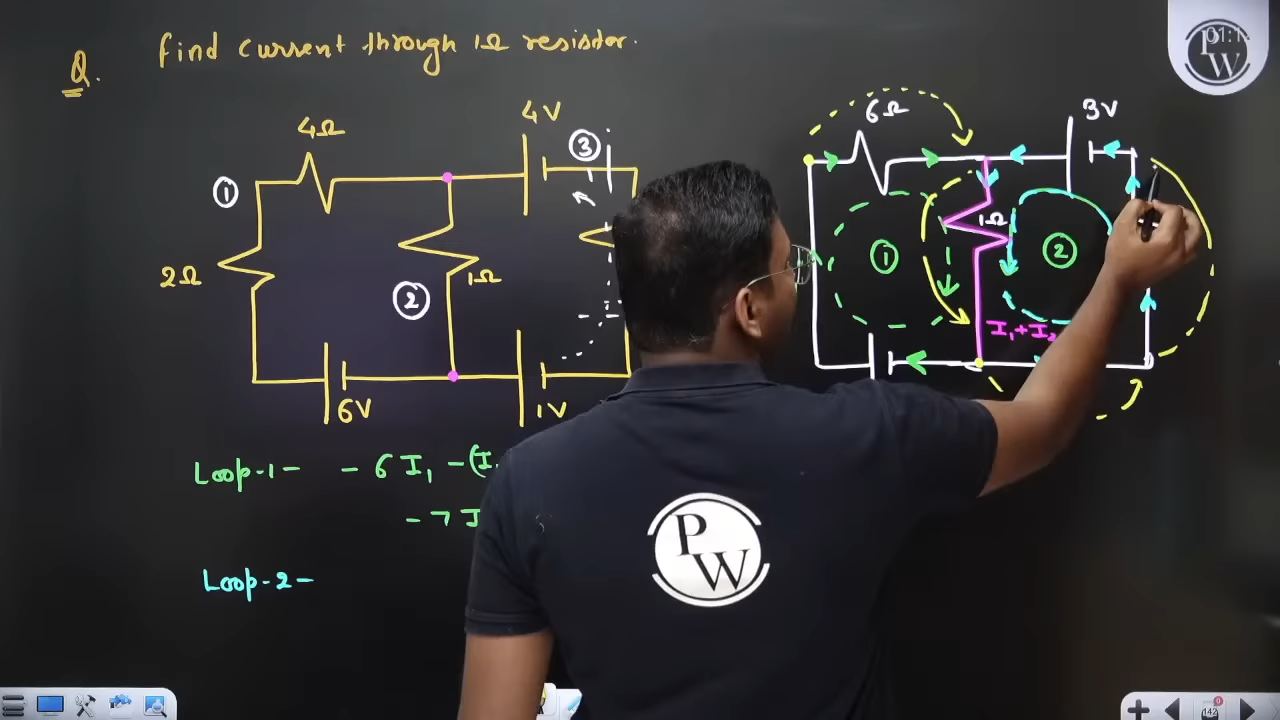 Q. Find current through 1Ω resistor.
4Ω
4V
①
③
2Ω
②
1Ω
6V
1V
6Ω
3V
①
1Ω
②
I₁+I₂
Loop-1- -6I₁ -(I
-7I
Loop-2-
PW
PW
142